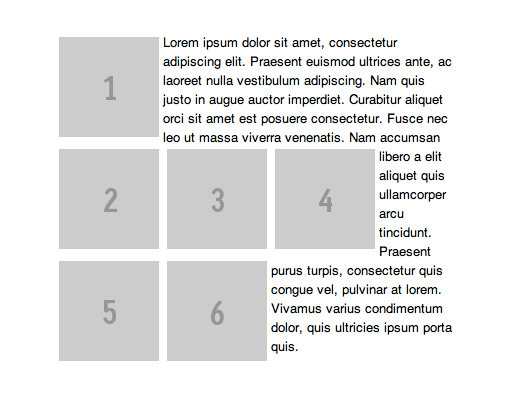 1
Lorem ipsum dolor sit amet, consectetur
adipiscing elit. Praesent euismod ultrices ante, ac
laoreet nulla vestibulum adipiscing. Nam quis
justo in augue auctor imperdiet. Curabitur aliquet
orci sit amet est posuere consectetur. Fusce nec
leo ut massa viverra venenatis. Nam accumsan
2 3 4
libero a elit
aliquet quis
ullamcorper
arcu
tincidunt.
Praesent
5 6
purus turpis, consectetur quis
congue vel, pulvinar at lorem.
Vivamus varius condimentum
dolor, quis ultricies ipsum porta
quis.